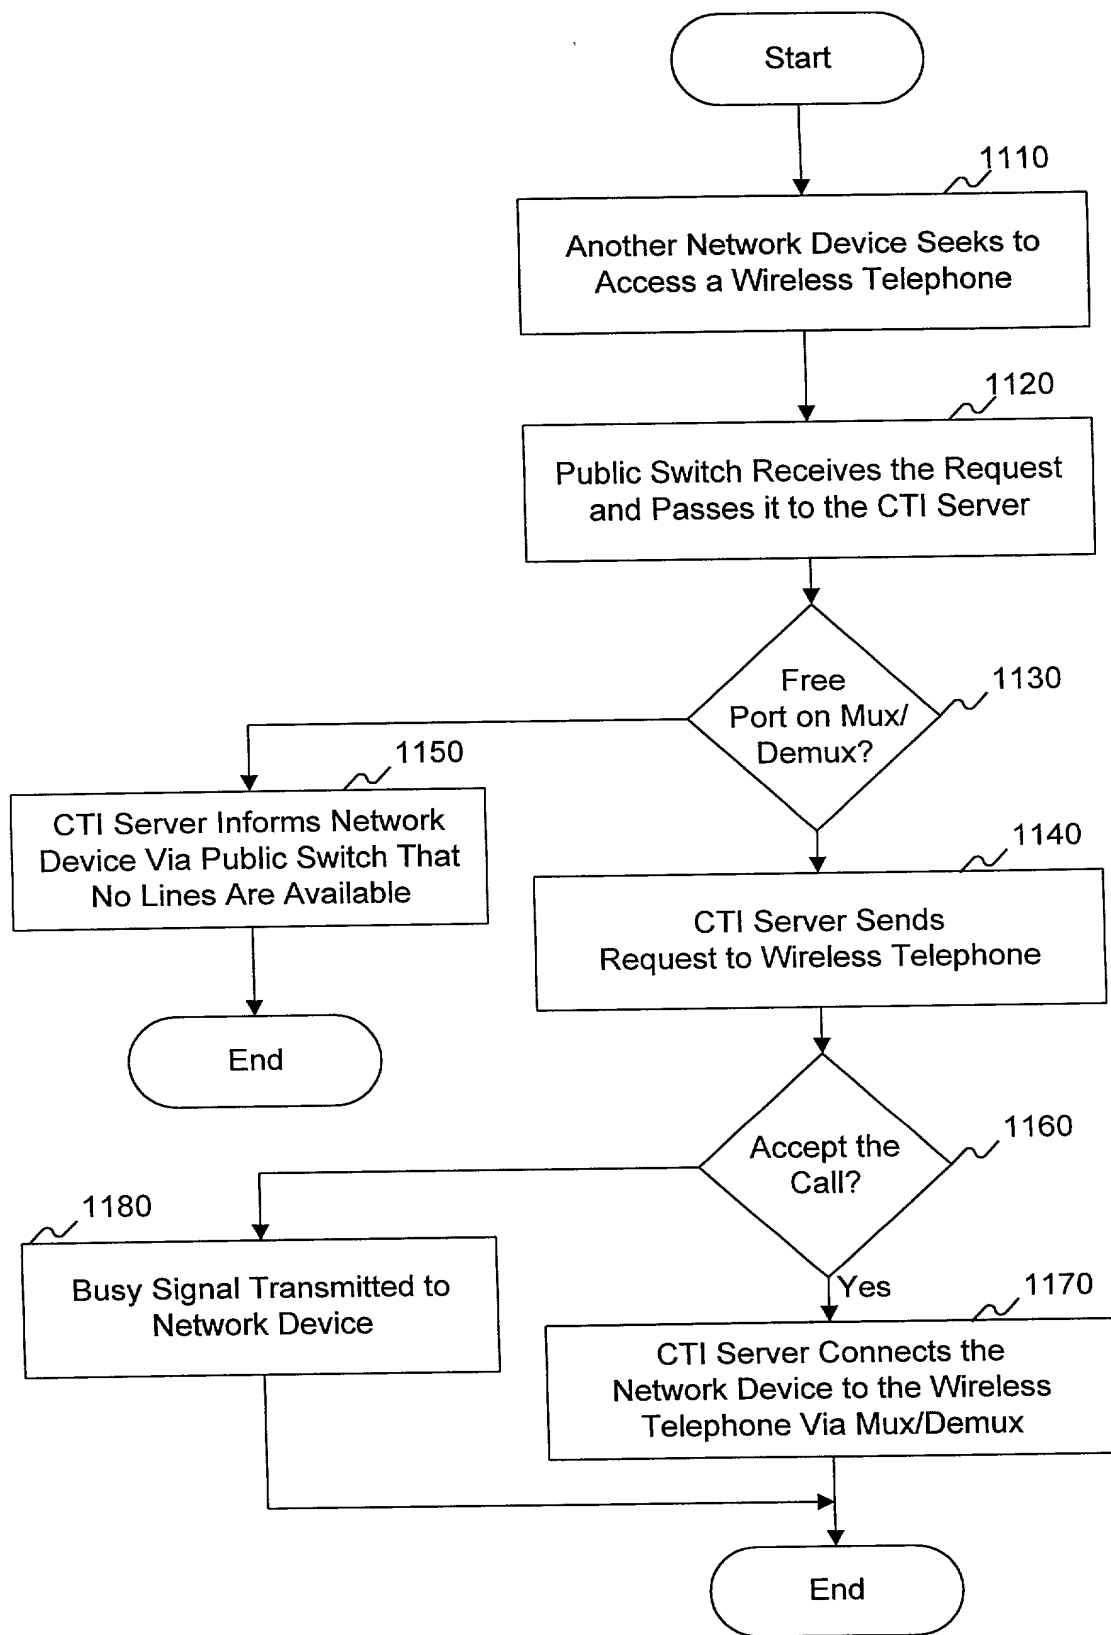 Start
1110
Another Network Device Seeks to
Access a Wireless Telephone
1120
Public Switch Receives the Request
and Passes it to the CTI Server
Free
Port on Mux/
Demux?
1130
1150
CTI Server Informs Network
Device Via Public Switch That
No Lines Are Available
1140
CTI Server Sends
Request to Wireless Telephone
End
Accept the
Call?
1160
1180
Busy Signal Transmitted to
Network Device
Yes
1170
CTI Server Connects the
Network Device to the Wireless
Telephone Via Mux/Demux
End